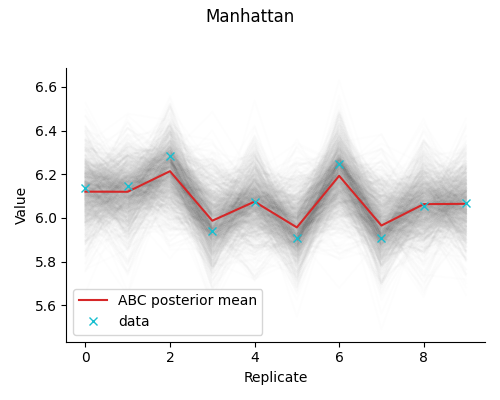 Manhattan
Value
6.6
6.4
6.2
6.0
5.8
5.6
ABC posterior mean
data
0
2
4
6
8
Replicate